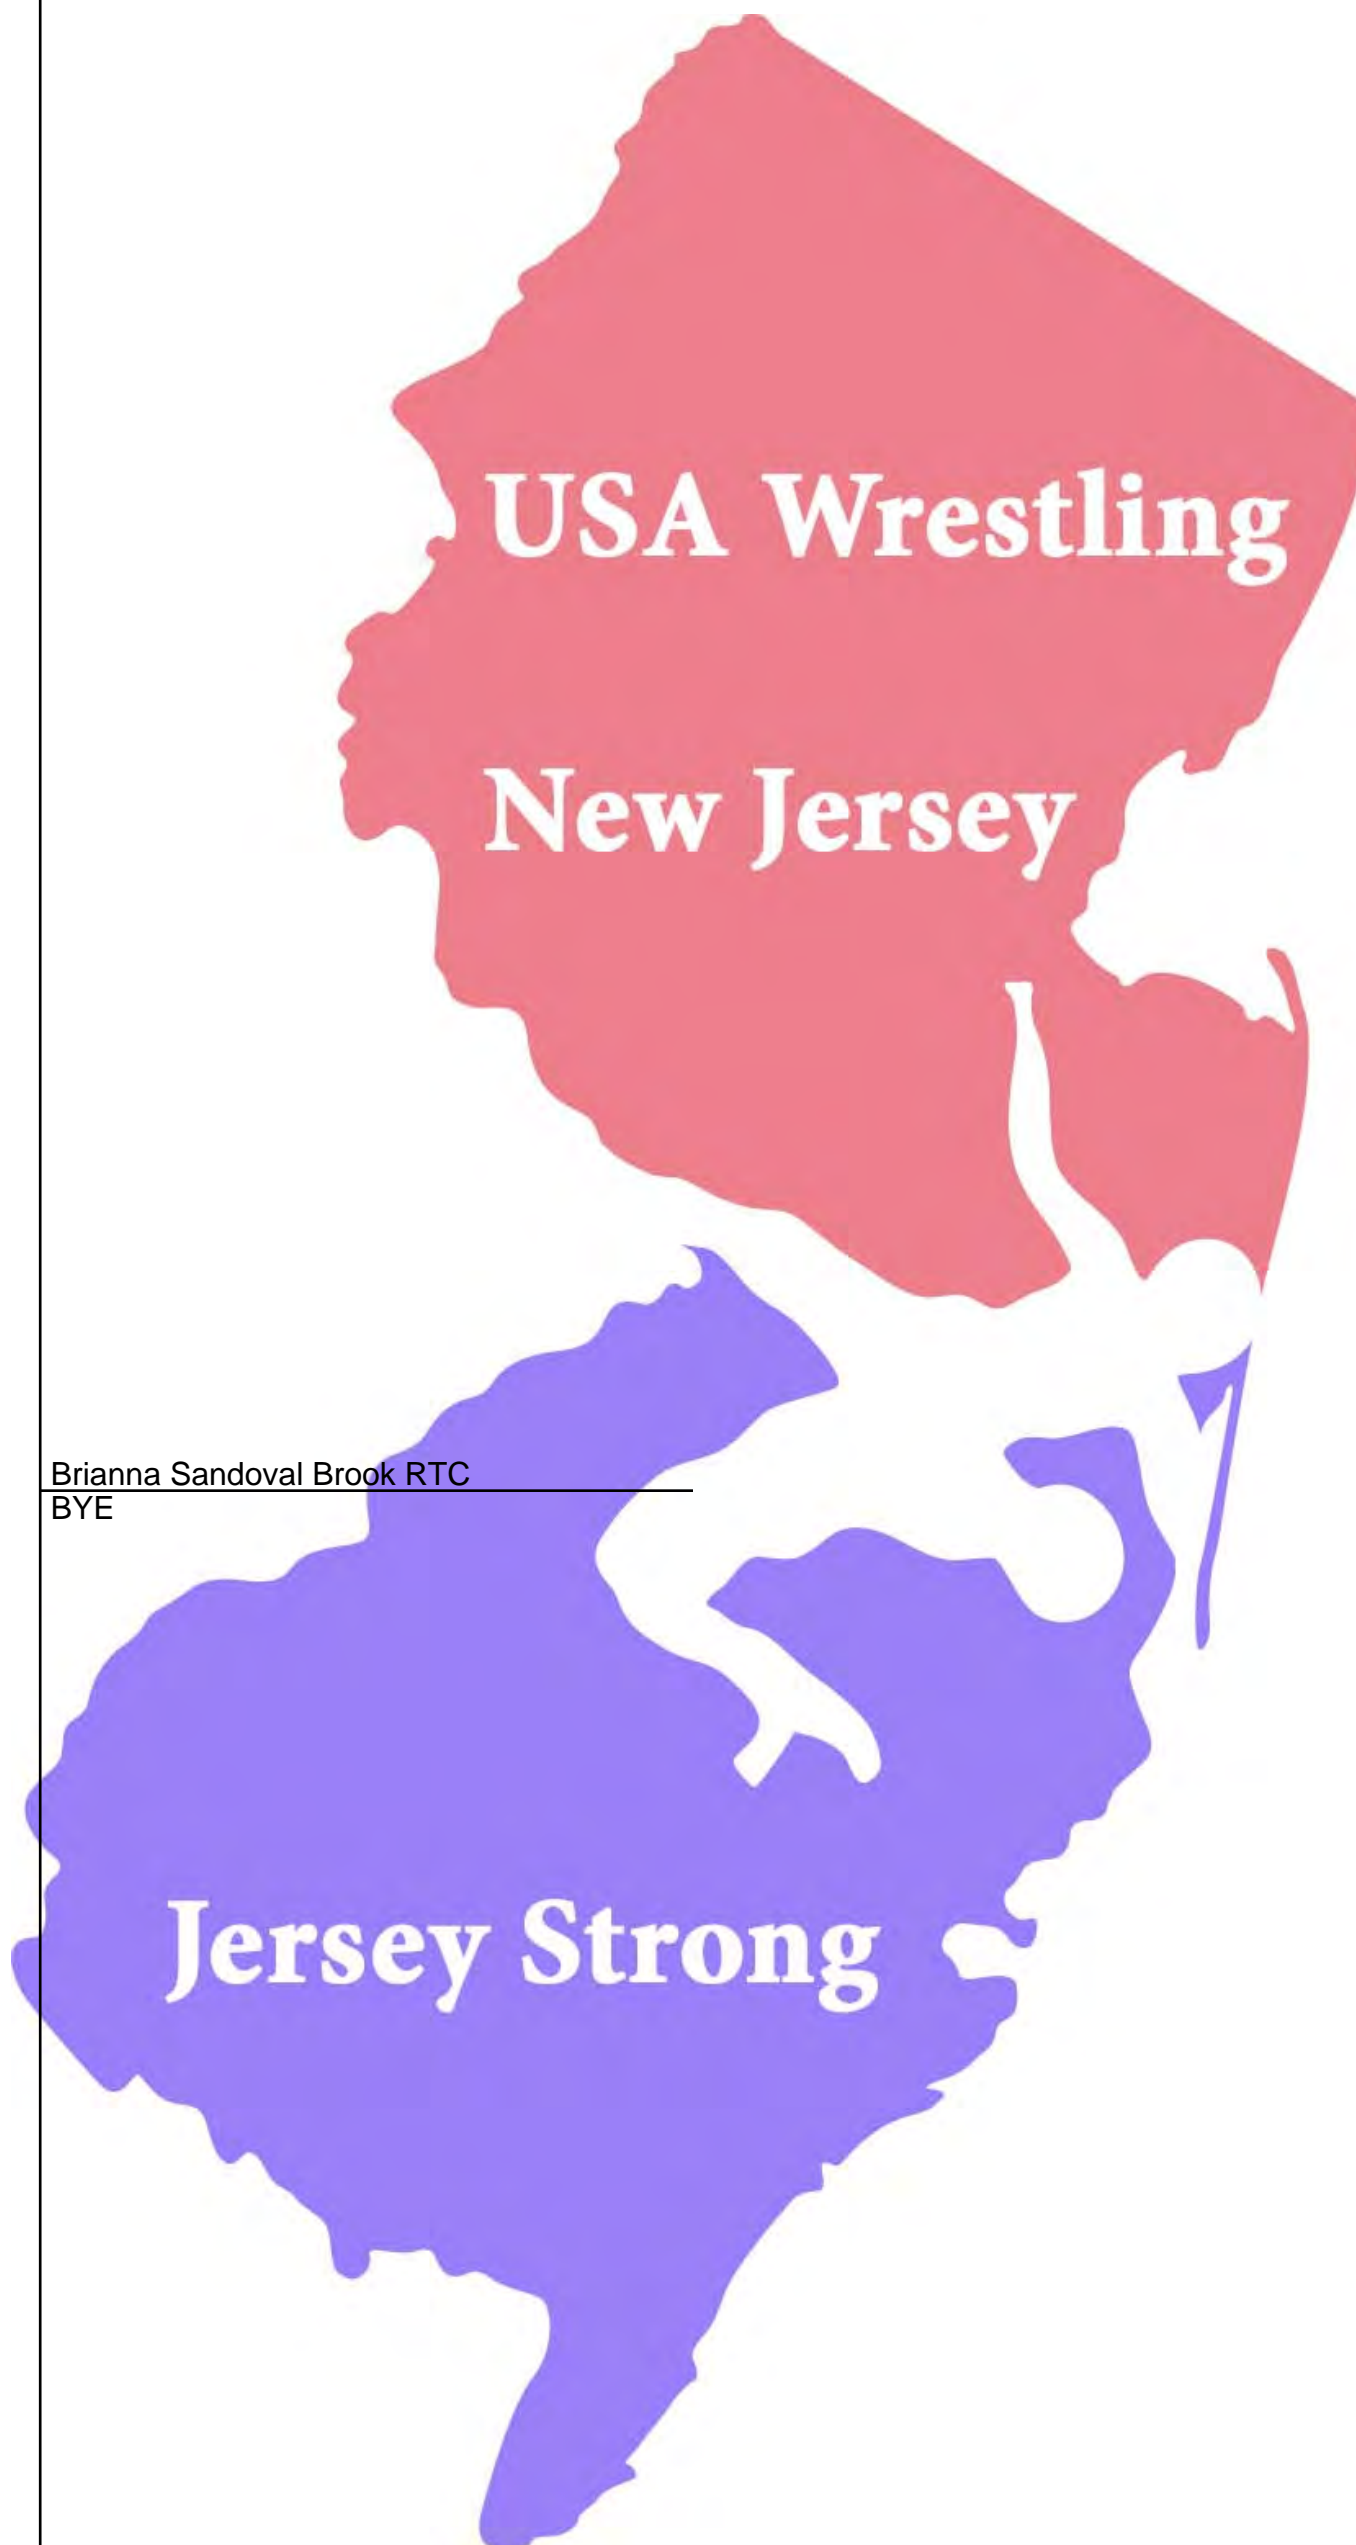 USA Wrestling
New Jersey
Brianna Sandoval Brook RTC
BYE
Jersey Strong